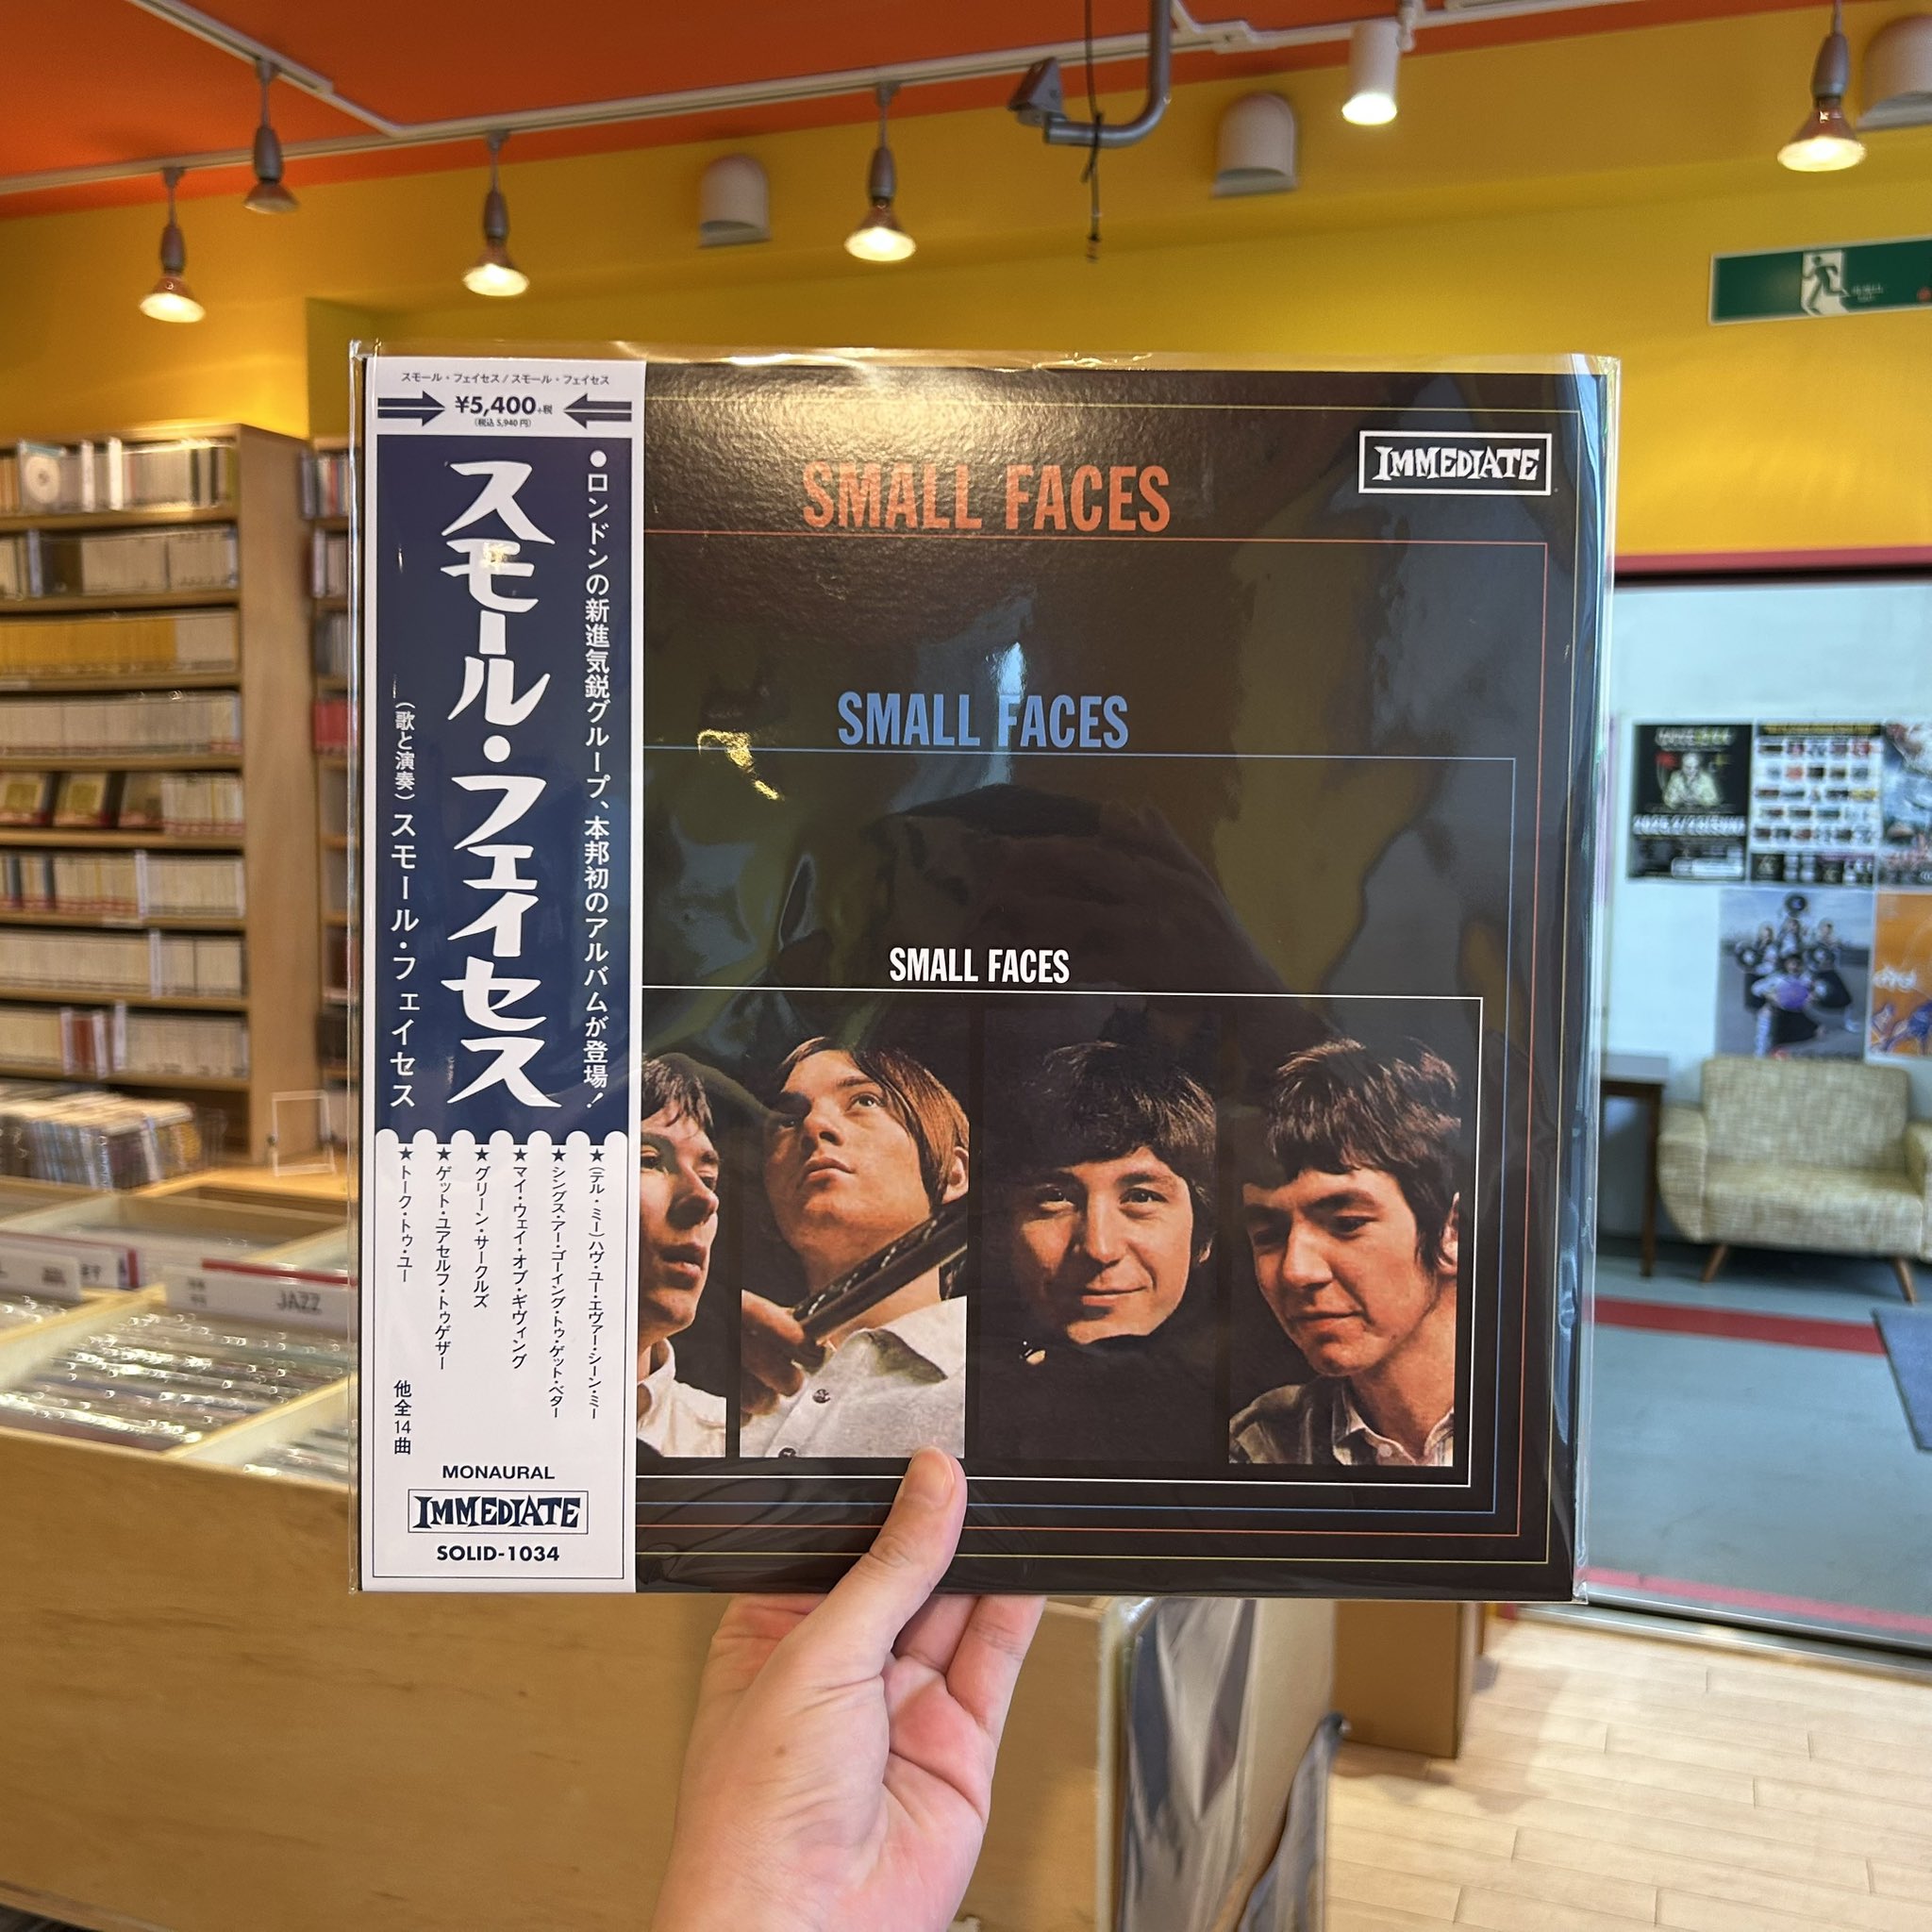 スモール・フェイセス / スモール・フェイセス
¥5,400+税
(税込 5,940 円)
●ロンドンの新進気鋭グループ、本邦初のアルバムが登場!
スモール・フェイセス
(歌と演奏) スモール・フェイセス
★(テル・ミー)ハヴ・ユー・エヴァー・シーン・ミー
★シングス・アー・ゴーイング・トゥ・ゲット・ベター
★マイ・ウェイ・オブ・ギヴィング
★グリーン・サークルズ
★ゲット・ユアセルフ・トゥゲザー
★トーク・トゥ・ユー
他全14曲
MONAURAL
IMMEDIATE
SOLID-1034
IMMEDIATE
SMALL FACES
SMALL FACES
SMALL FACES
JAZZ